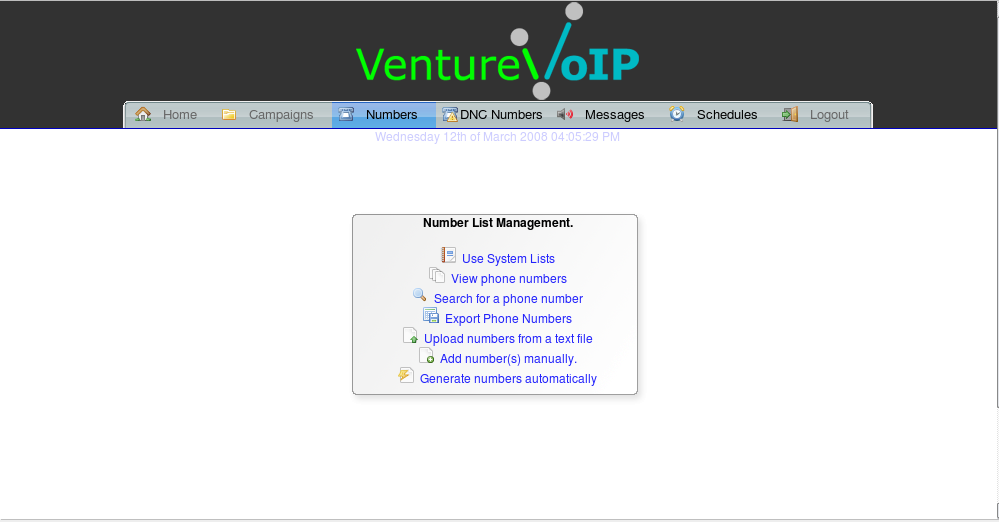 VentureVoIP
Home Campaigns Numbers DNC Numbers Messages Schedules Logout
Wednesday 12th of March 2008 04:05:29 PM
Number List Management.
Use System Lists
View phone numbers
Search for a phone number
Export Phone Numbers
Upload numbers from a text file
Add number(s) manually.
Generate numbers automatically